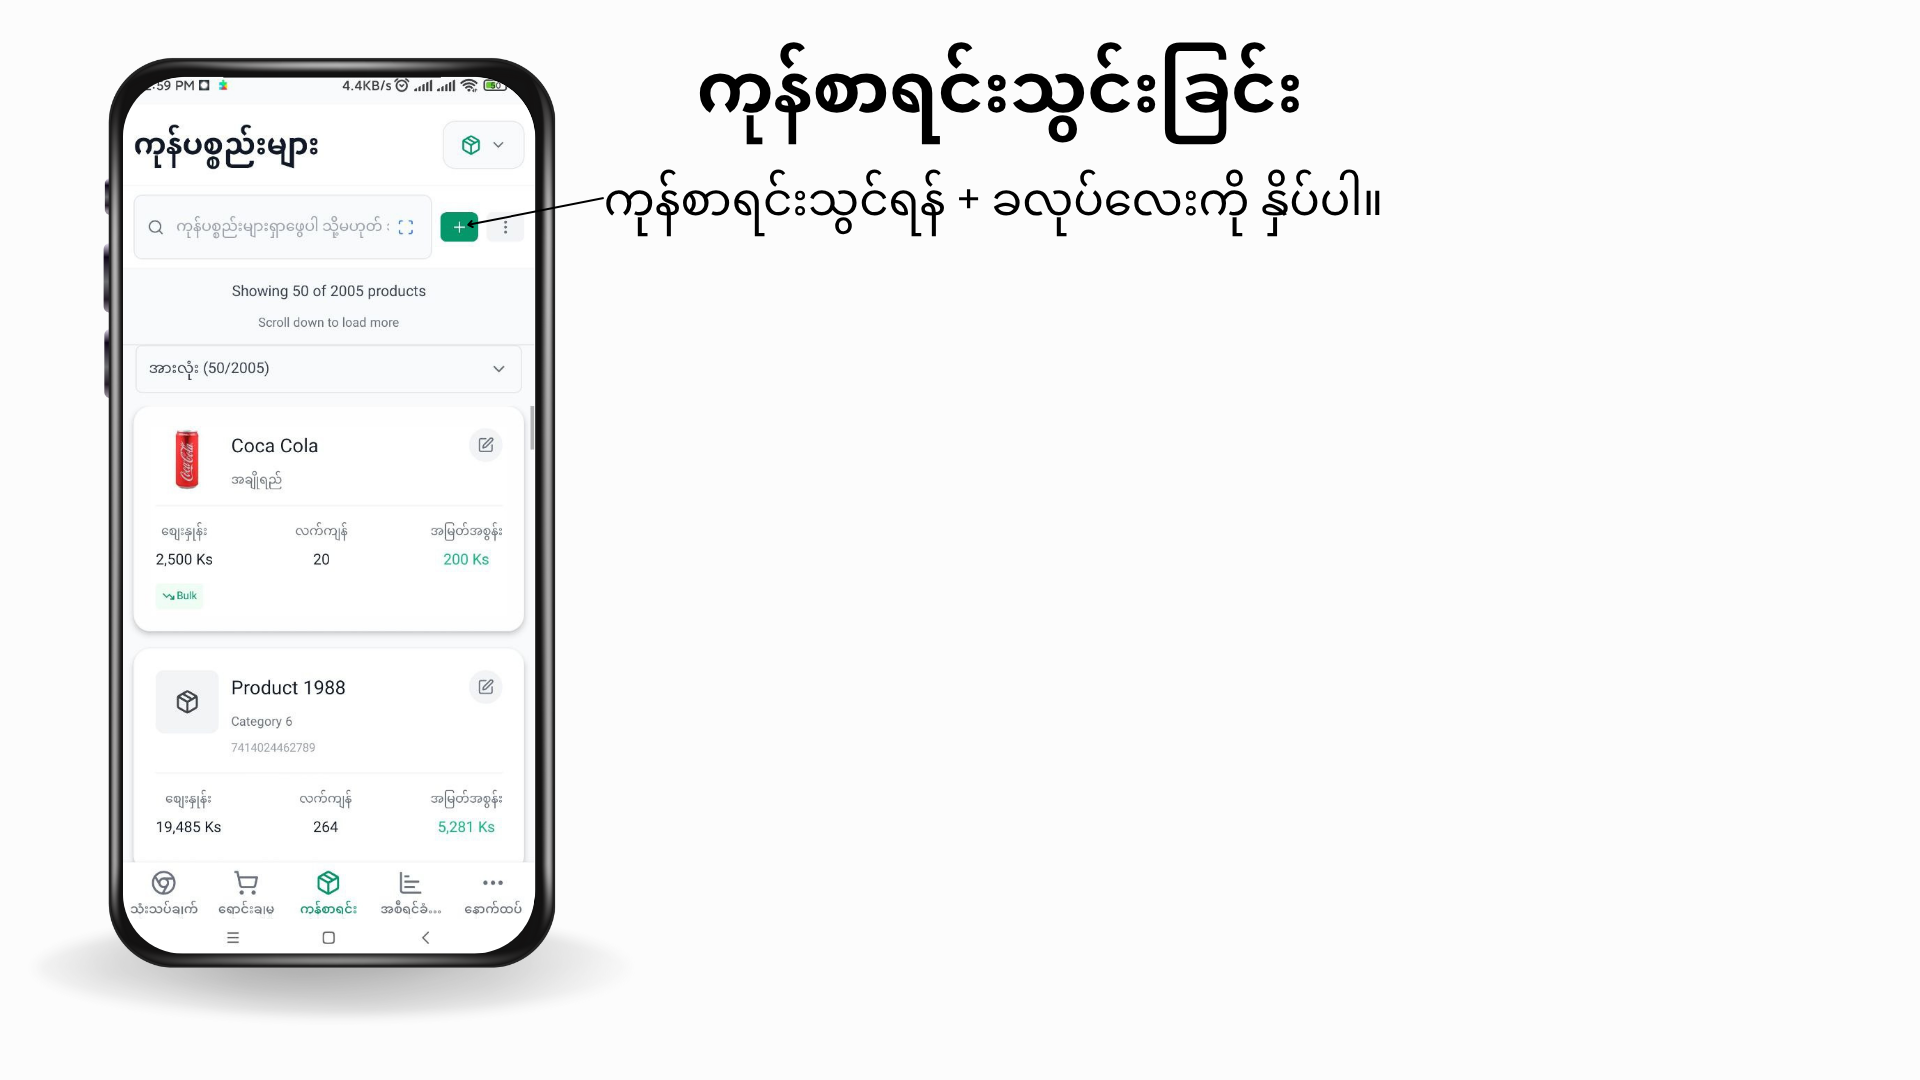 ကုန်စာရင်းသွင်းခြင်း
ကုန်စာရင်းသွင်ရန် + ခလုပ်လေးကို နှိပ်ပါ။
:59 PM 4.4KB/s 50
ကုန်ပစ္စည်းများ
ကုန်ပစ္စည်းများရှာဖွေပါ သို့မဟုတ် :
Showing 50 of 2005 products
Scroll down to load more
အားလုံး (50/2005)
Coca Cola
အချိုရည်
ဈေးနှုန်း လက်ကျန် အမြတ်အစွန်း
2,500 Ks 20 200 Ks
Bulk
Product 1988
Category 6
7414024462789
ဈေးနှုန်း လက်ကျန် အမြတ်အစွန်း
19,485 Ks 264 5,281 Ks
သုံးသပ်ချက် ရောင်းချမှု ကုန်စာရင်း အစီရင်ခံ... နောက်ထပ်